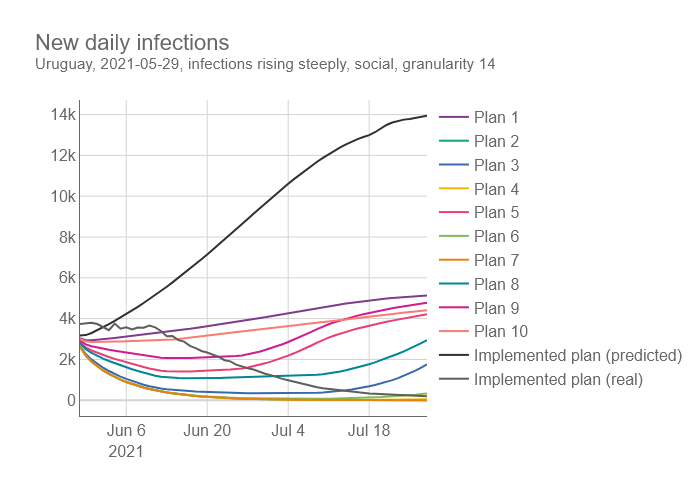 New daily infections
Uruguay, 2021-05-29, infections rising steeply, social, granularity 14
14k
12k
10k
8k
6k
4k
2k
0
Jun 6
2021
Jun 20
Jul 4
Jul 18
Plan 1
Plan 2
Plan 3
Plan 4
Plan 5
Plan 6
Plan 7
Plan 8
Plan 9
Plan 10
Implemented plan (predicted)
Implemented plan (real)